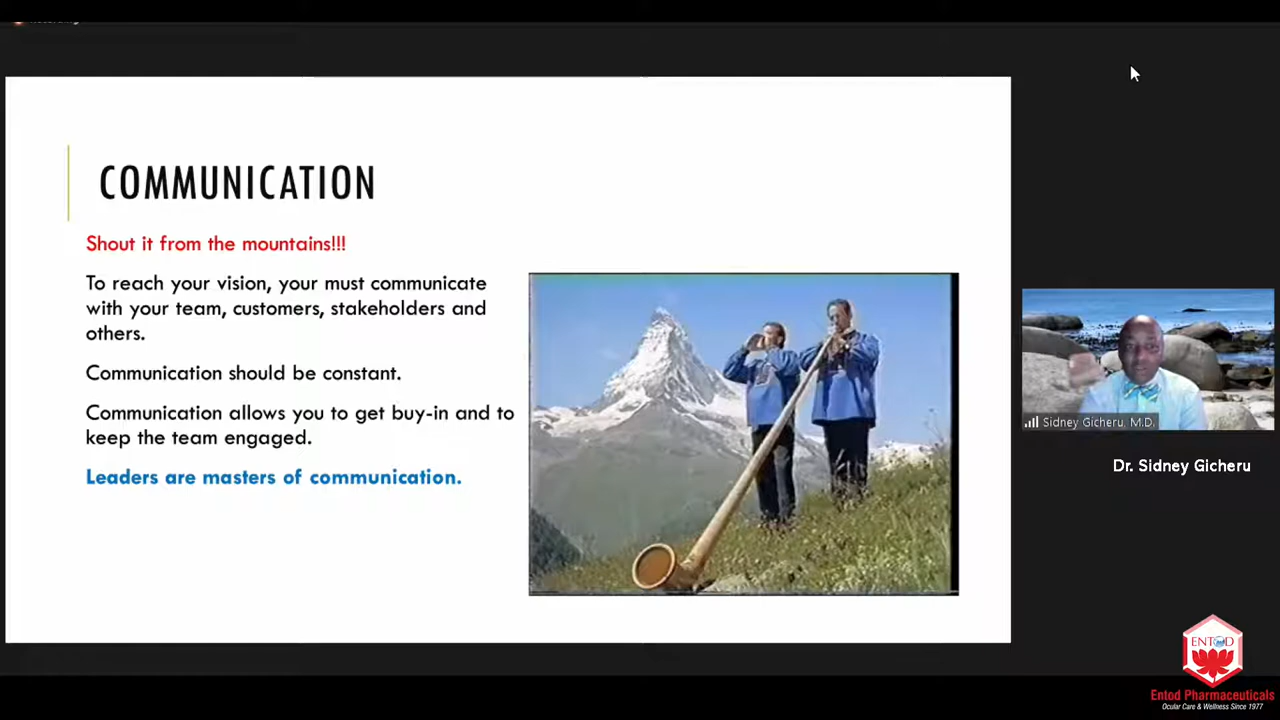 COMMUNICATION
Shout it from the mountains!!!
To reach your vision, your must communicate
with your team, customers, stakeholders and
others.
Communication should be constant.
Communication allows you to get buy-in and to
keep the team engaged.
Leaders are masters of communication.
Sidney Gicheru, M.D.
Dr. Sidney Gicheru
ENTOD
Entod Pharmaceuticals
Ocular Care & Wellness Since 1977